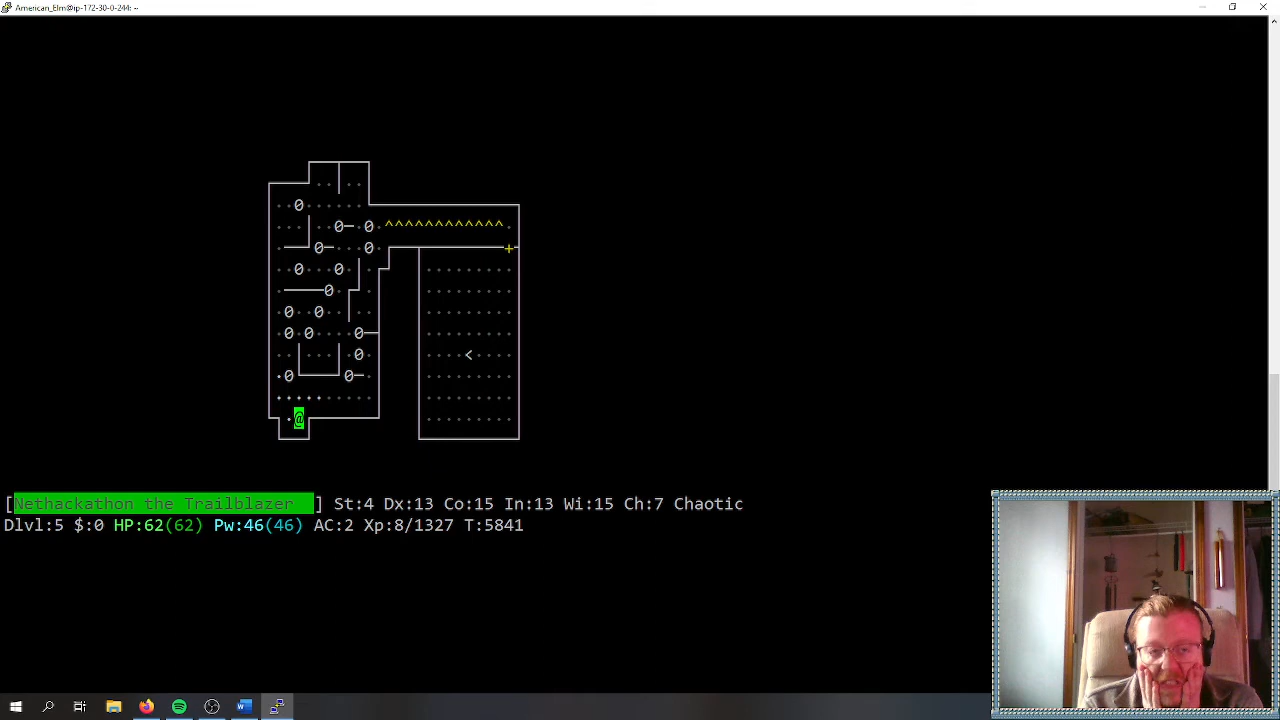 American_Elm@ip-172-30-0-244: ~
[Nethackathon the Trailblazer ] St:4 Dx:13 Co:15 In:13 Wi:15 Ch:7 Chaotic
Dlvl:5 $:0 HP:62(62) Pw:46(46) AC:2 Xp:8/1327 T:5841